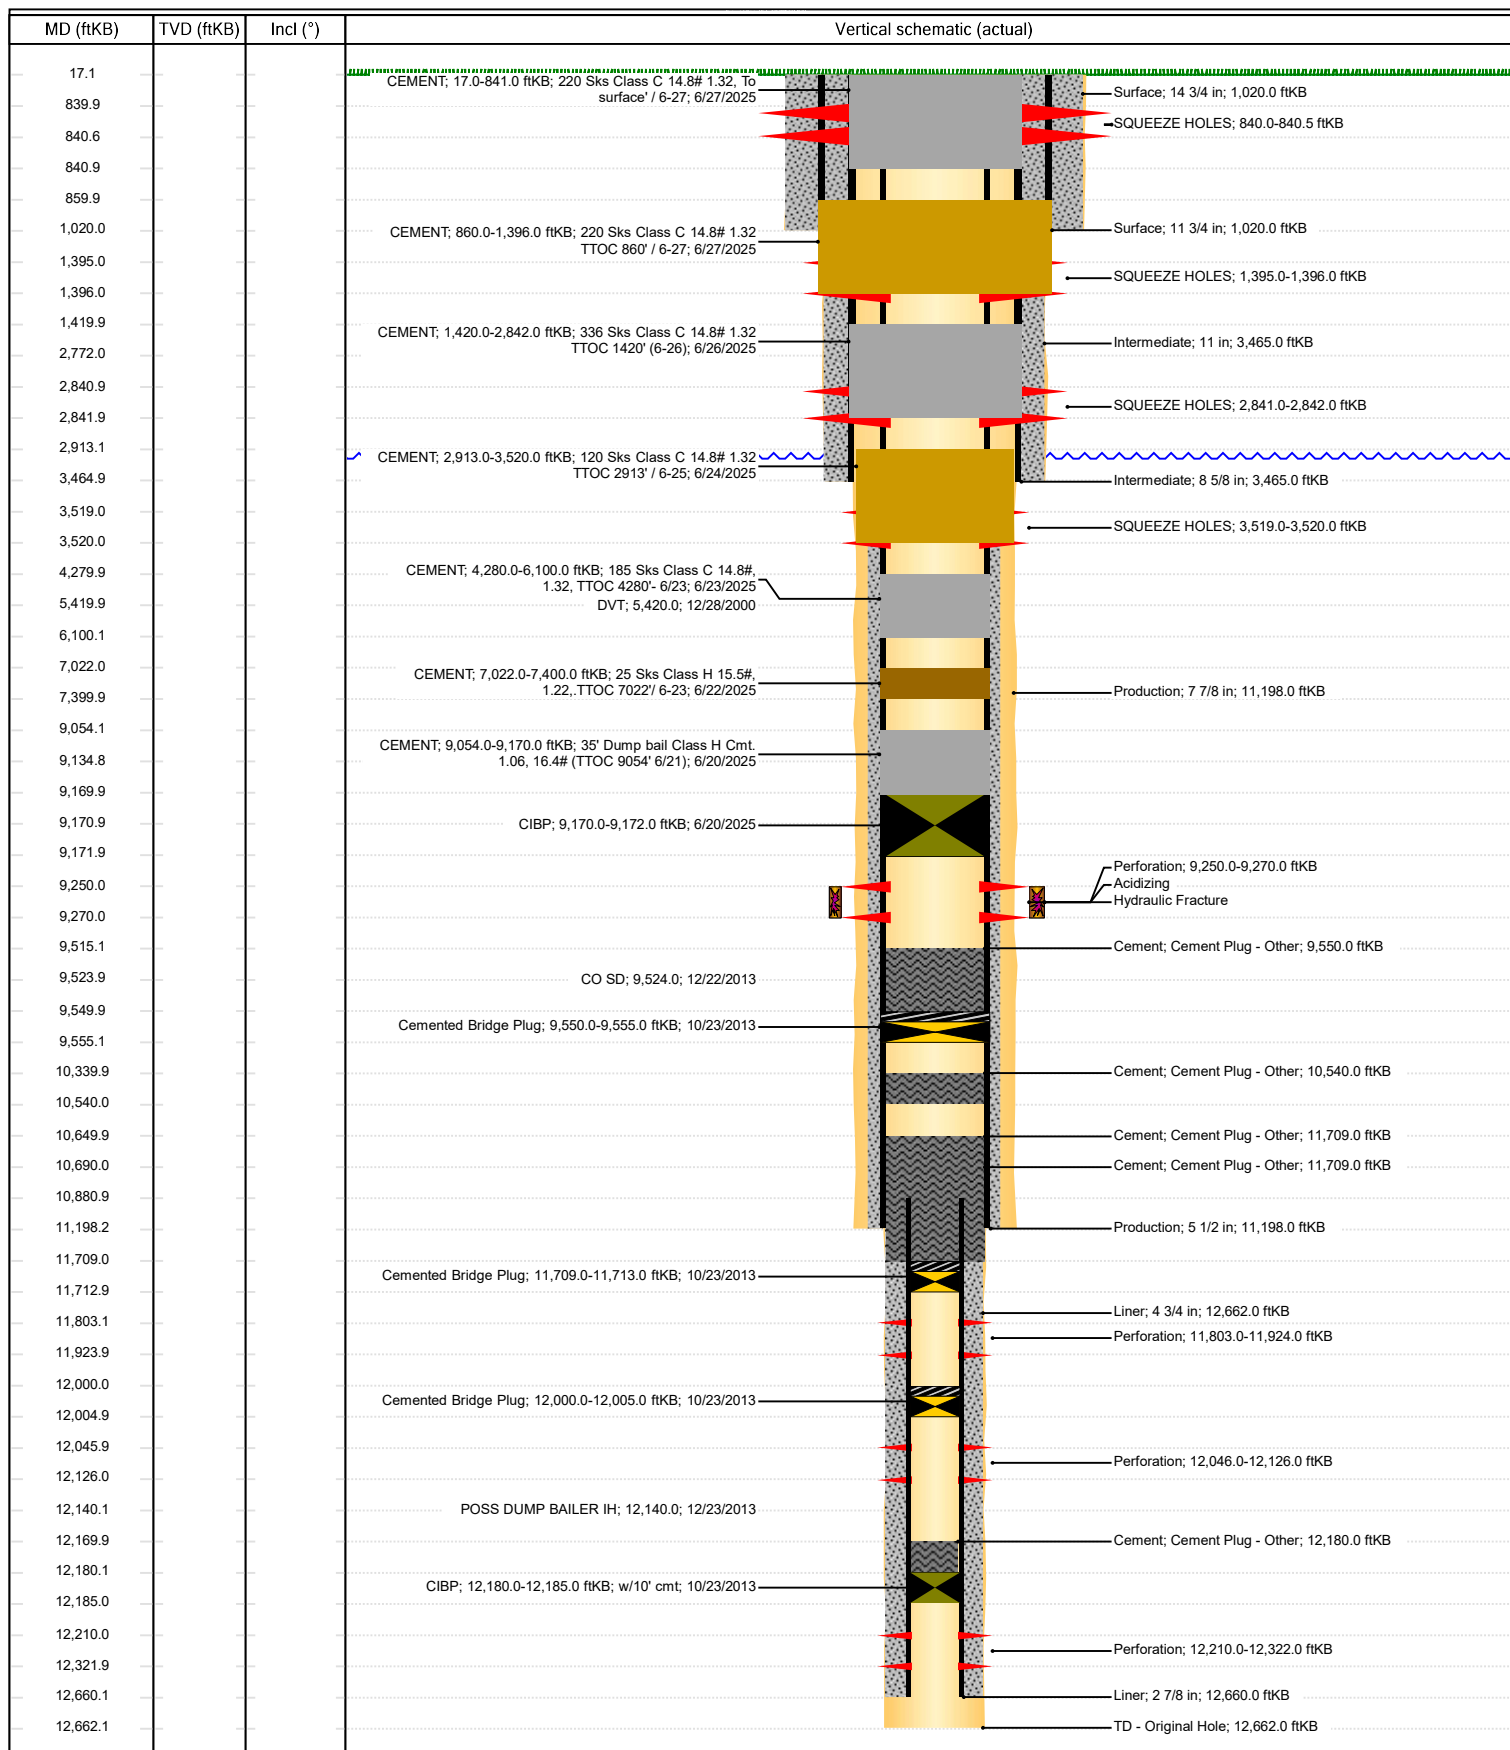 MD (ftKB) TVD (ftKB) Incl (°) Vertical schematic (actual)
17.1
839.9
840.6
840.9
859.9
1,020.0
1,395.0
1,396.0
1,419.9
2,772.0
2,840.9
2,841.9
2,913.1
3,464.9
3,519.0
3,520.0
4,279.9
5,419.9
6,100.1
7,022.0
7,399.9
9,054.1
9,134.8
9,169.9
9,170.9
9,171.9
9,250.0
9,270.0
9,515.1
9,523.9
9,549.9
9,555.1
10,339.9
10,540.0
10,649.9
10,690.0
10,880.9
11,198.2
11,709.0
11,712.9
11,803.1
11,923.9
12,000.0
12,004.9
12,045.9
12,126.0
12,140.1
12,169.9
12,180.1
12,185.0
12,210.0
12,321.9
12,660.1
12,662.1
CEMENT; 17.0-841.0 ftKB; 220 Sks Class C 14.8# 1.32, To
surface' / 6-27; 6/27/2025
CEMENT; 860.0-1,396.0 ftKB; 220 Sks Class C 14.8# 1.32
TTOC 860' / 6-27; 6/27/2025
CEMENT; 1,420.0-2,842.0 ftKB; 336 Sks Class C 14.8# 1.32
TTOC 1420' (6-26); 6/26/2025
CEMENT; 2,913.0-3,520.0 ftKB; 120 Sks Class C 14.8# 1.32
TTOC 2913' / 6-25; 6/24/2025
CEMENT; 4,280.0-6,100.0 ftKB; 185 Sks Class C 14.8#,
1.32, TTOC 4280'- 6/23; 6/23/2025
DVT; 5,420.0; 12/28/2000
CEMENT; 7,022.0-7,400.0 ftKB; 25 Sks Class H 15.5#,
1.22,.TTOC 7022'/ 6-23; 6/22/2025
CEMENT; 9,054.0-9,170.0 ftKB; 35' Dump bail Class H Cmt.
1.06, 16.4# (TTOC 9054' 6/21); 6/20/2025
CIBP; 9,170.0-9,172.0 ftKB; 6/20/2025
CO SD; 9,524.0; 12/22/2013
Cemented Bridge Plug; 9,550.0-9,555.0 ftKB; 10/23/2013
Cemented Bridge Plug; 11,709.0-11,713.0 ftKB; 10/23/2013
Cemented Bridge Plug; 12,000.0-12,005.0 ftKB; 10/23/2013
POSS DUMP BAILER IH; 12,140.0; 12/23/2013
CIBP; 12,180.0-12,185.0 ftKB; w/10' cmt; 10/23/2013
Surface; 14 3/4 in; 1,020.0 ftKB
SQUEEZE HOLES; 840.0-840.5 ftKB
Surface; 11 3/4 in; 1,020.0 ftKB
SQUEEZE HOLES; 1,395.0-1,396.0 ftKB
Intermediate; 11 in; 3,465.0 ftKB
SQUEEZE HOLES; 2,841.0-2,842.0 ftKB
Intermediate; 8 5/8 in; 3,465.0 ftKB
SQUEEZE HOLES; 3,519.0-3,520.0 ftKB
Production; 7 7/8 in; 11,198.0 ftKB
Perforation; 9,250.0-9,270.0 ftKB
Acidizing
Hydraulic Fracture
Cement; Cement Plug - Other; 9,550.0 ftKB
Cement; Cement Plug - Other; 10,540.0 ftKB
Cement; Cement Plug - Other; 11,709.0 ftKB
Cement; Cement Plug - Other; 11,709.0 ftKB
Production; 5 1/2 in; 11,198.0 ftKB
Liner; 4 3/4 in; 12,662.0 ftKB
Perforation; 11,803.0-11,924.0 ftKB
Perforation; 12,046.0-12,126.0 ftKB
Cement; Cement Plug - Other; 12,180.0 ftKB
Perforation; 12,210.0-12,322.0 ftKB
Liner; 2 7/8 in; 12,660.0 ftKB
TD - Original Hole; 12,662.0 ftKB